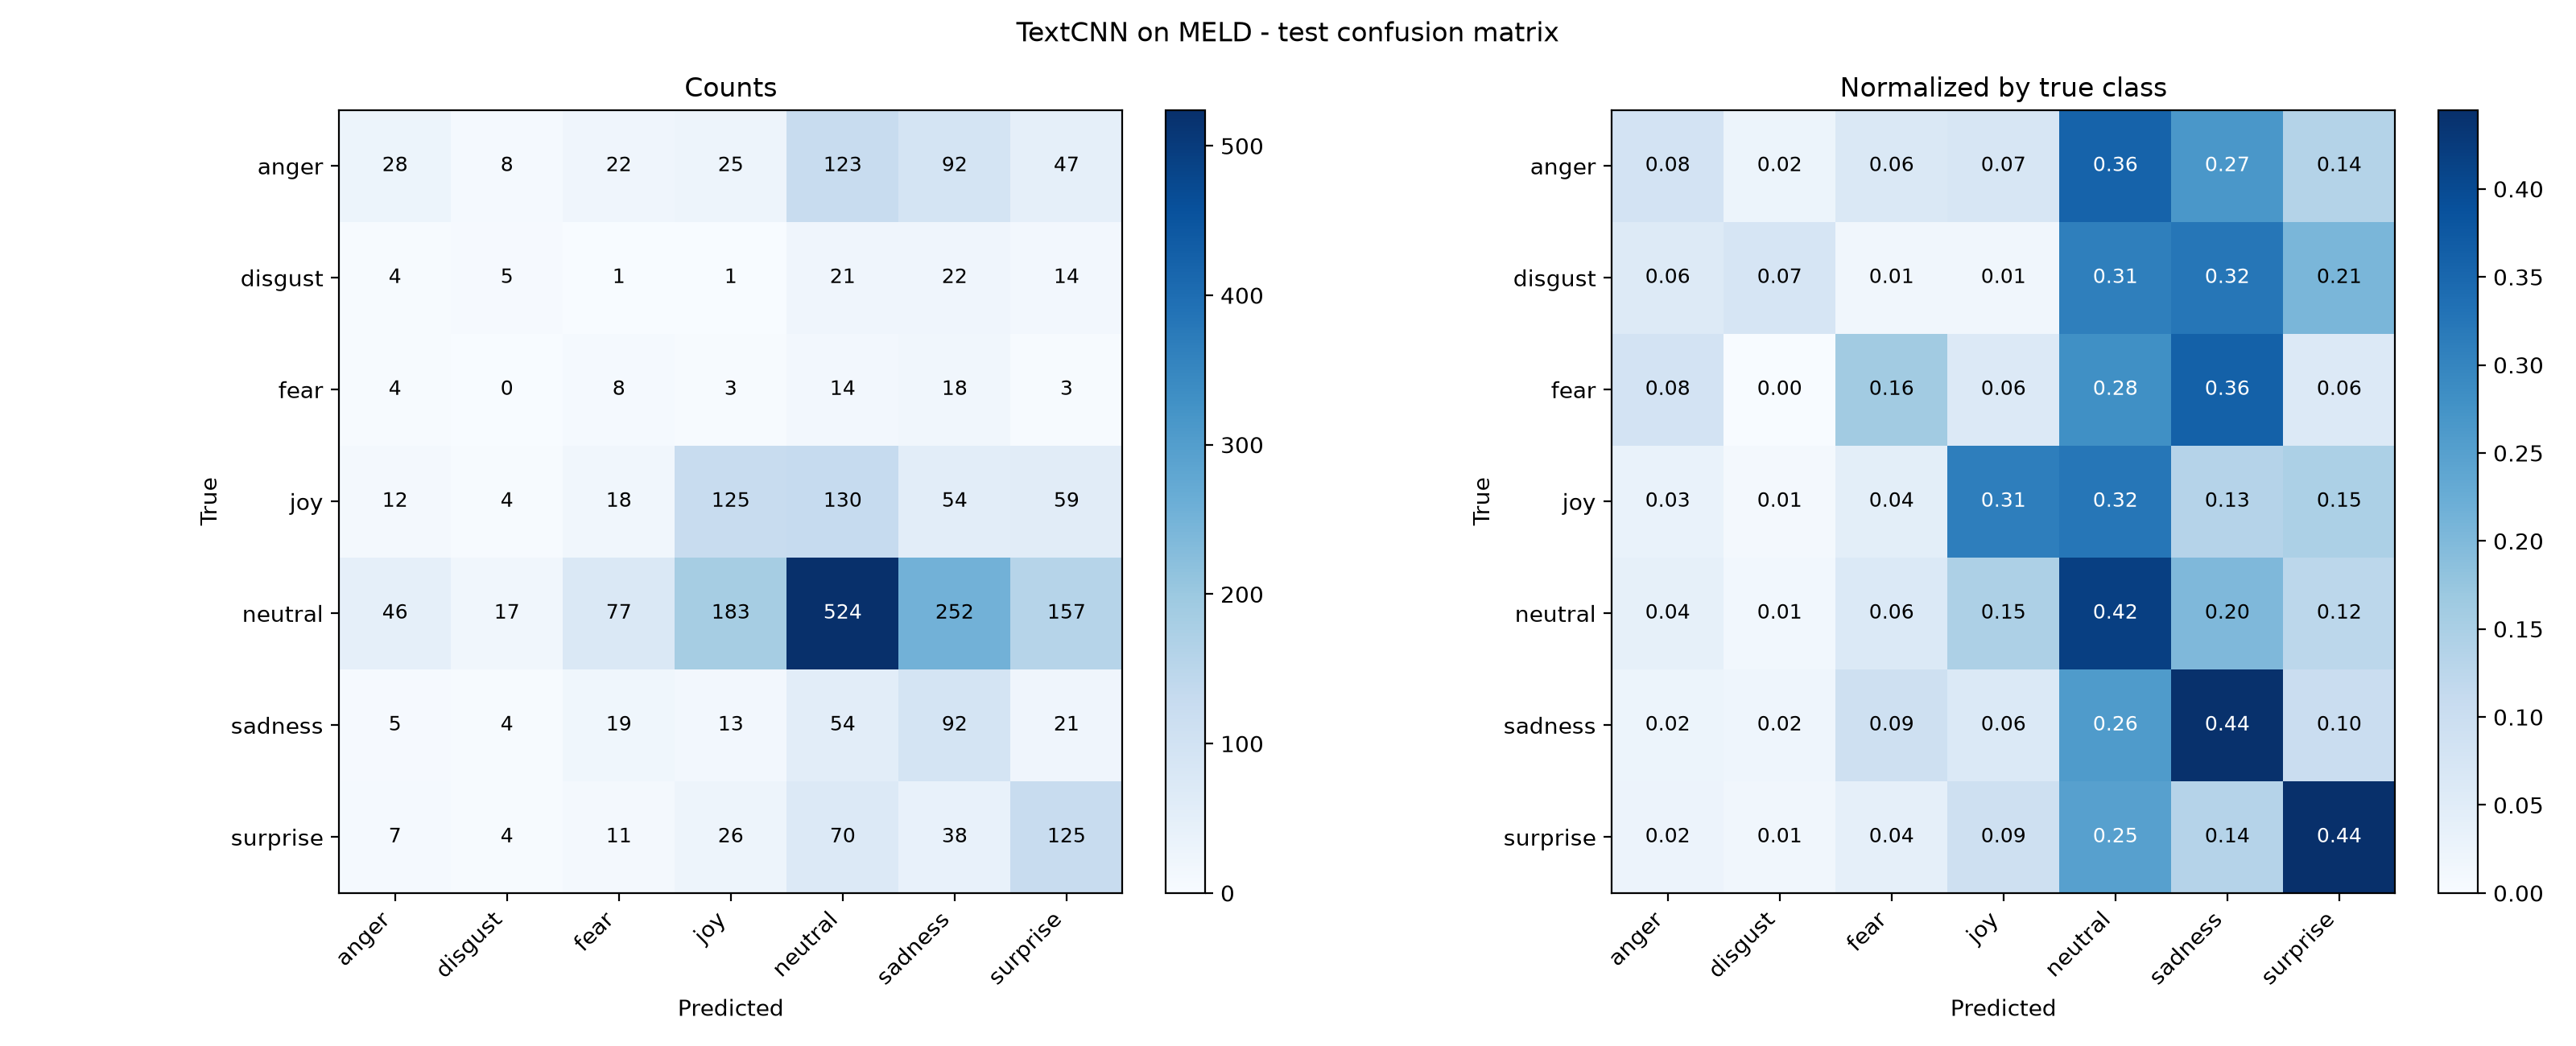 TextCNN on MELD - test confusion matrix
Counts
True
anger 28 8 22 25 123 92 47
disgust 4 5 1 1 21 22 14
fear 4 0 8 3 14 18 3
joy 12 4 18 125 130 54 59
neutral 46 17 77 183 524 252 157
sadness 5 4 19 13 54 92 21
surprise 7 4 11 26 70 38 125
anger disgust fear joy neutral sadness surprise
Predicted
500
400
300
200
100
0
Normalized by true class
True
anger 0.08 0.02 0.06 0.07 0.36 0.27 0.14
disgust 0.06 0.07 0.01 0.01 0.31 0.32 0.21
fear 0.08 0.00 0.16 0.06 0.28 0.36 0.06
joy 0.03 0.01 0.04 0.31 0.32 0.13 0.15
neutral 0.04 0.01 0.06 0.15 0.42 0.20 0.12
sadness 0.02 0.02 0.09 0.06 0.26 0.44 0.10
surprise 0.02 0.01 0.04 0.09 0.25 0.14 0.44
anger disgust fear joy neutral sadness surprise
Predicted
0.40
0.35
0.30
0.25
0.20
0.15
0.10
0.05
0.00